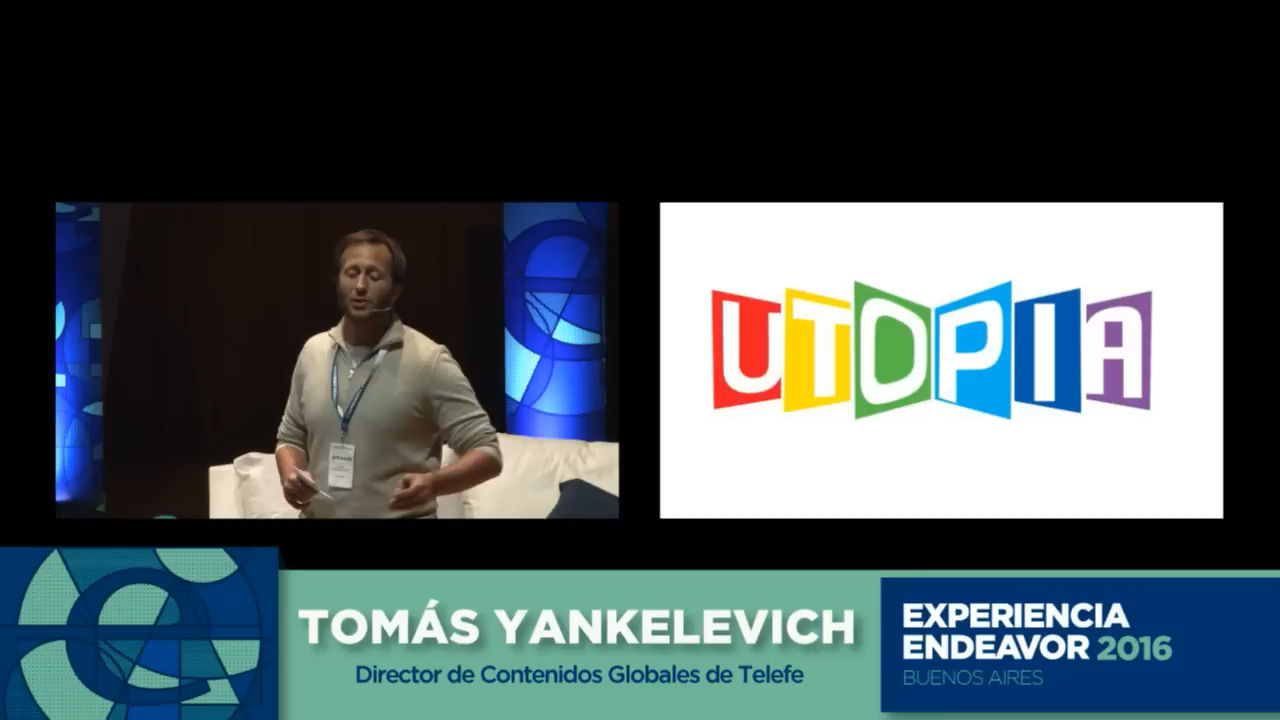 UTOPIA
TOMÁS YANKELEVICH
Director de Contenidos Globales de Telefe
EXPERIENCIA
ENDEAVOR 2016
BUENOS AIRES